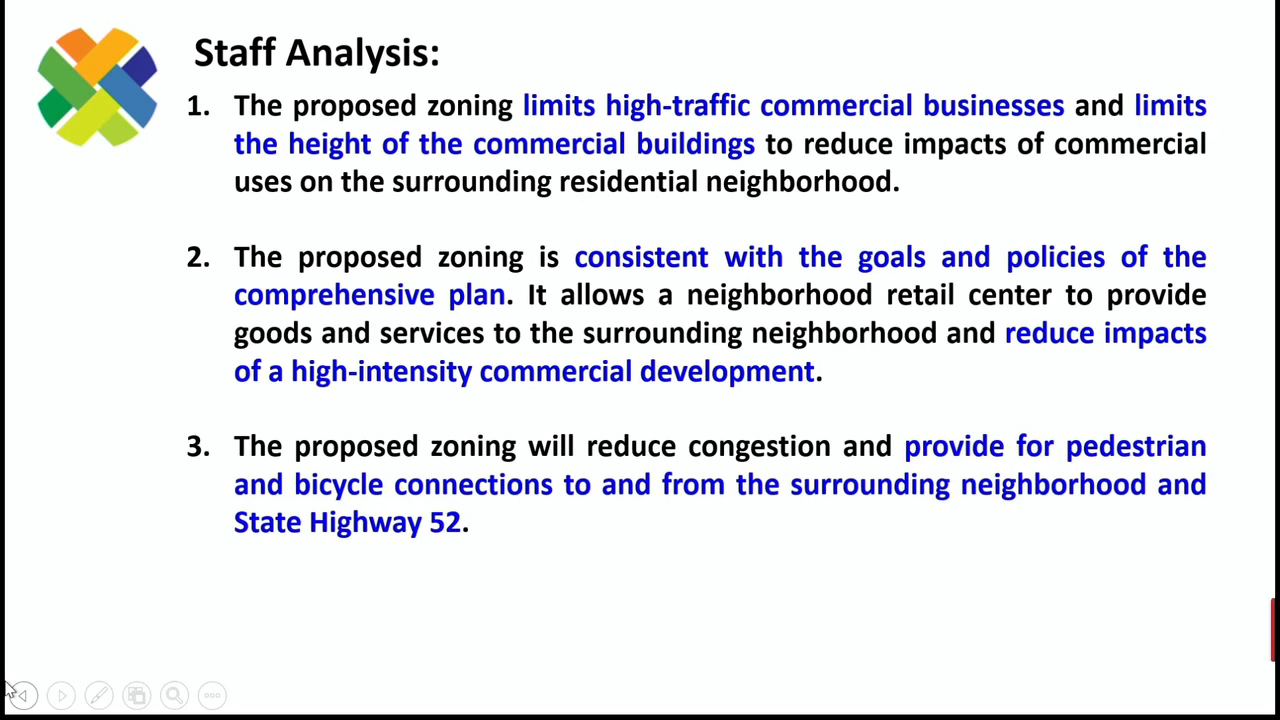 Staff Analysis:
1. The proposed zoning limits high-traffic commercial businesses and limits
the height of the commercial buildings to reduce impacts of commercial
uses on the surrounding residential neighborhood.
2. The proposed zoning is consistent with the goals and policies of the
comprehensive plan. It allows a neighborhood retail center to provide
goods and services to the surrounding neighborhood and reduce impacts
of a high-intensity commercial development.
3. The proposed zoning will reduce congestion and provide for pedestrian
and bicycle connections to and from the surrounding neighborhood and
State Highway 52.